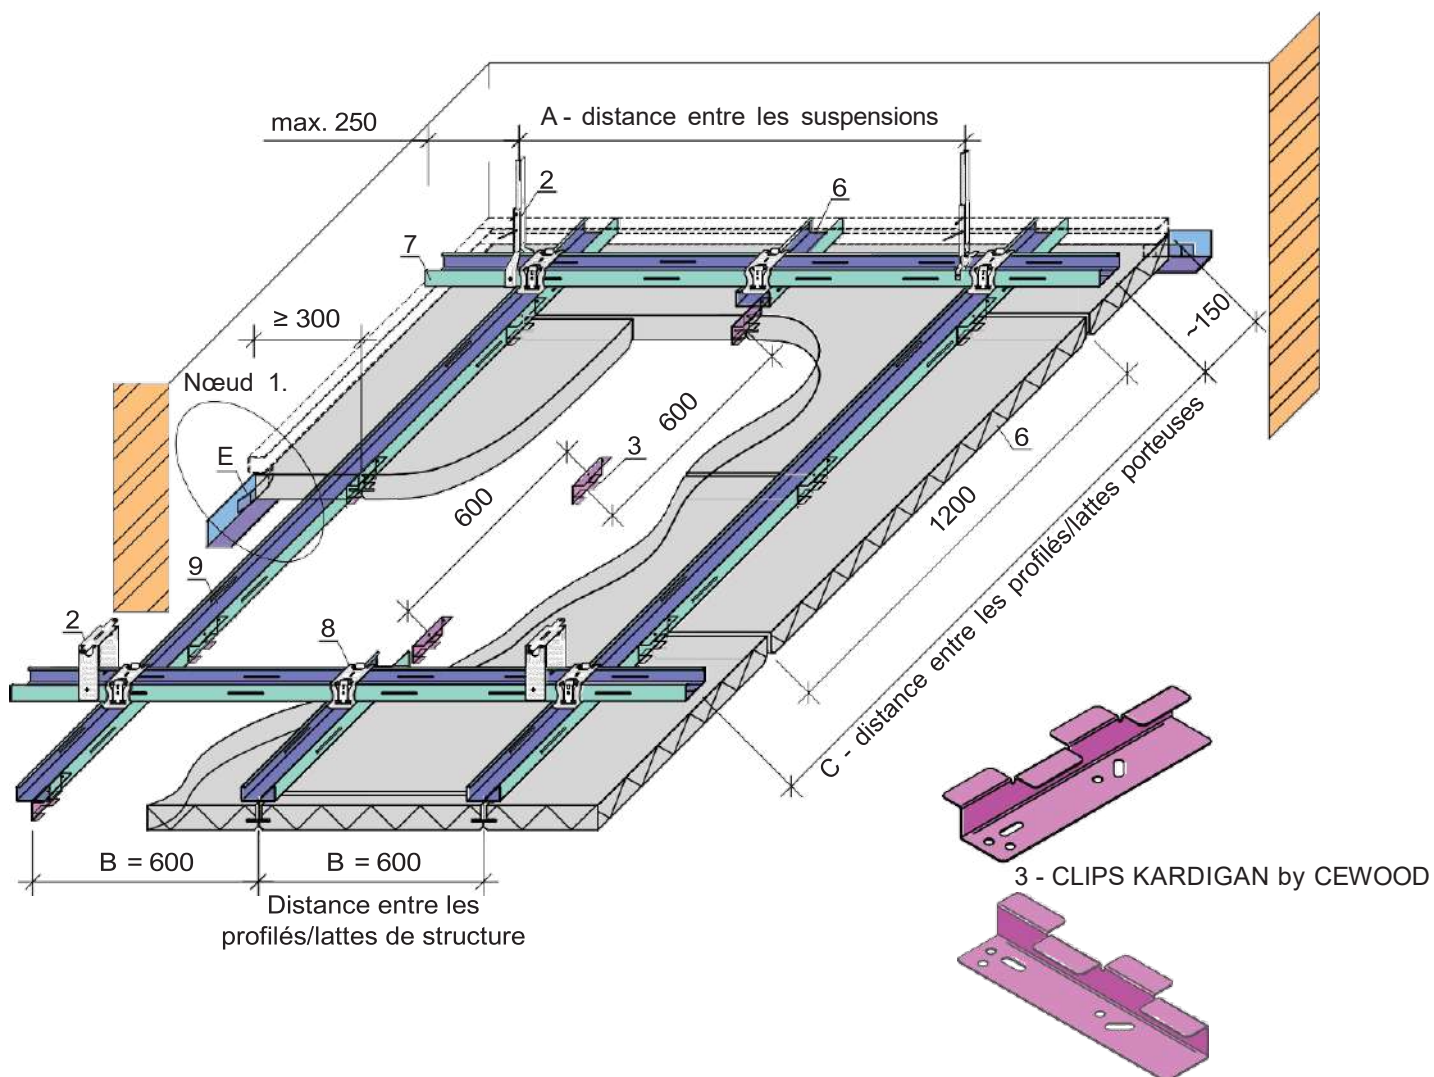 max. 250
A - distance entre les suspensions
2
6
7
≥ 300
~150
Nœud 1.
600
3
E
6
600
1200
9
2
8
C - distance entre les profilés/lattes porteuses
B = 600
B = 600
3 - CLIPS KARDIGAN by CEWOOD
Distance entre les
profilés/lattes de structure